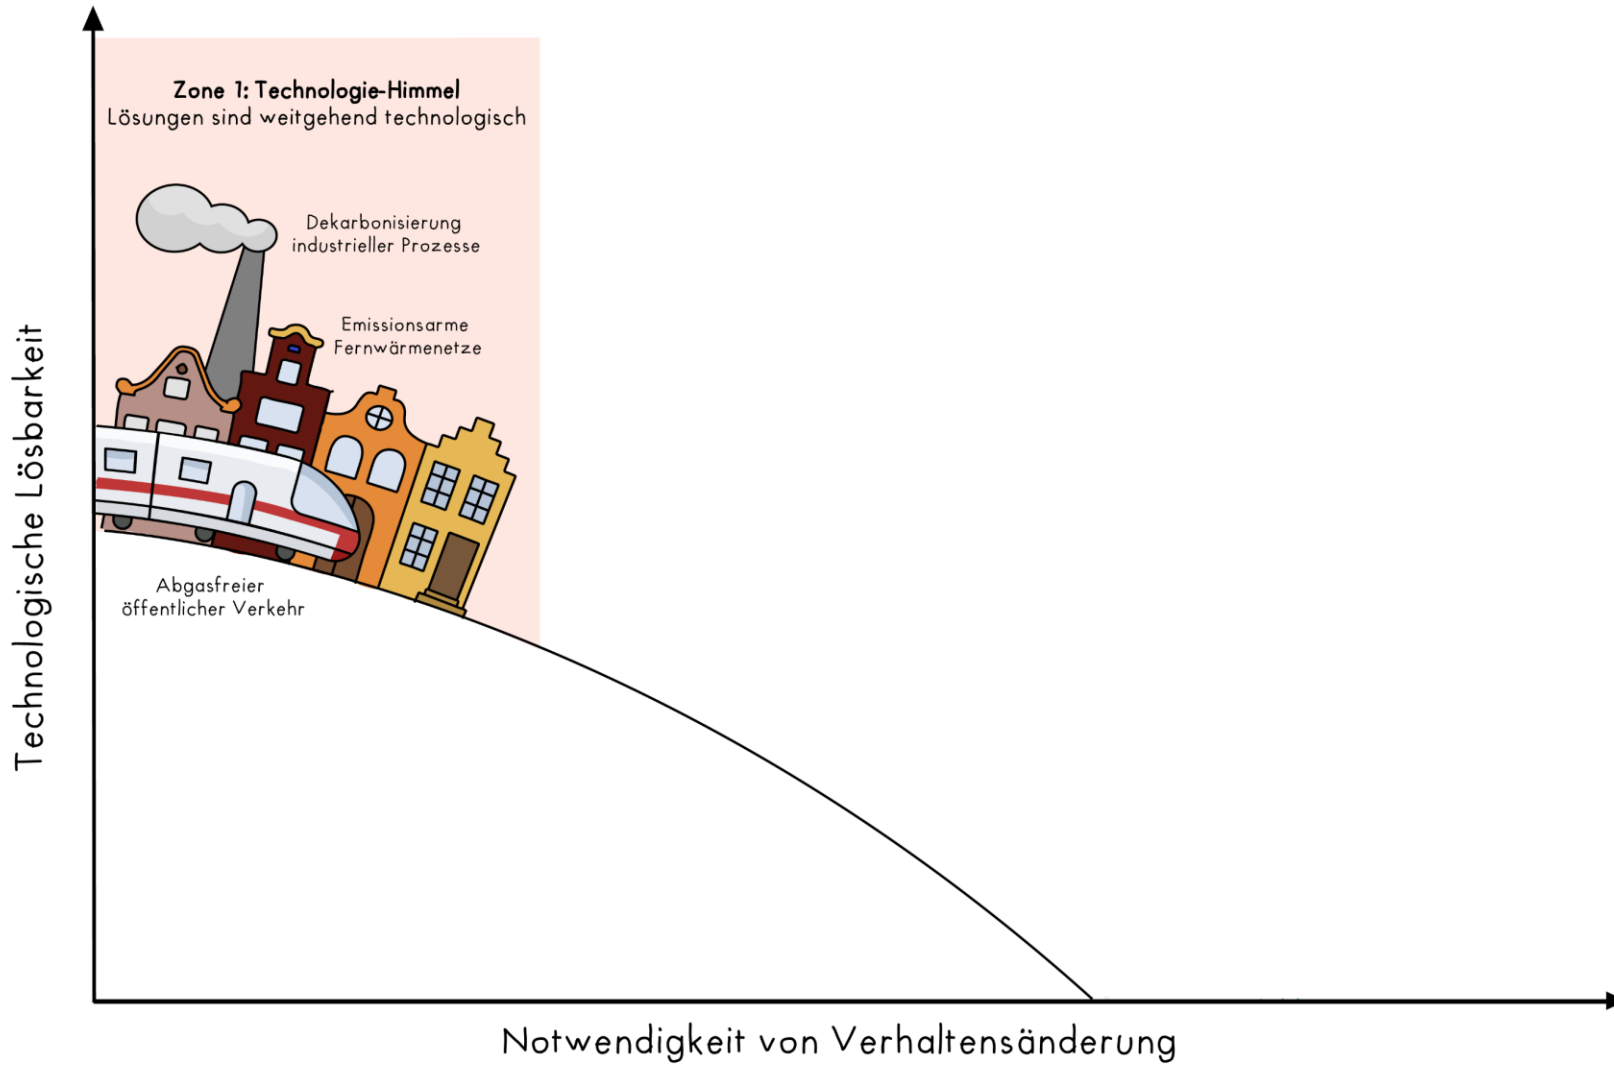 Zone 1: Technologie-Himmel
Lösungen sind weitgehend technologisch
Dekarbonisierung
industrieller Prozesse
Emissionsarme
Fernwärmenetze
Abgasfreier
öffentlicher Verkehr
Technologische Lösbarkeit
Notwendigkeit von Verhaltensänderung